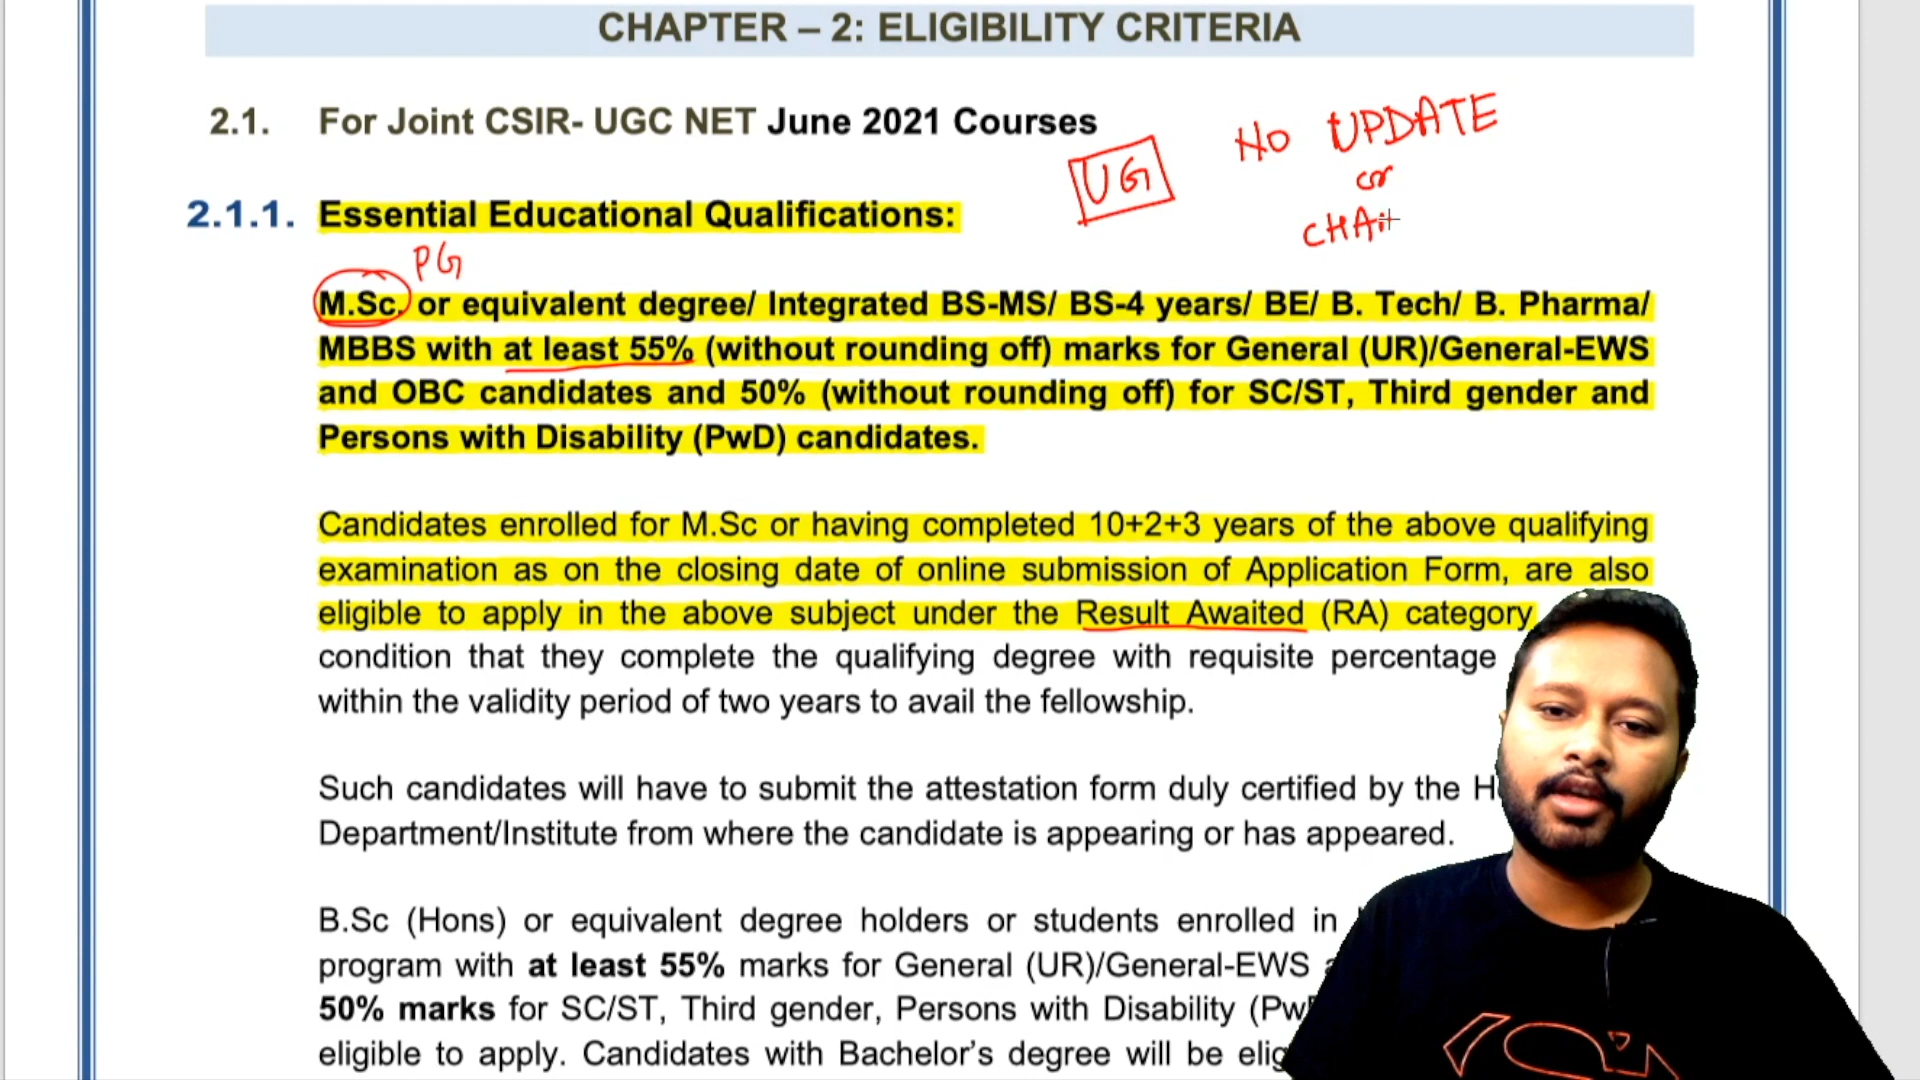 CHAPTER – 2: ELIGIBILITY CRITERIA
2.1. For Joint CSIR- UGC NET June 2021 Courses
UG
NO UPDATE
or
2.1.1. Essential Educational Qualifications:
PG
M.Sc. or equivalent degree/ Integrated BS-MS/ BS-4 years/ BE/ B. Tech/ B. Pharma/
MBBS with at least 55% (without rounding off) marks for General (UR)/General-EWS
and OBC candidates and 50% (without rounding off) for SC/ST, Third gender and
Persons with Disability (PwD) candidates.
Candidates enrolled for M.Sc or having completed 10+2+3 years of the above qualifying
examination as on the closing date of online submission of Application Form, are also
eligible to apply in the above subject under the Result Awaited (RA) category
condition that they complete the qualifying degree with requisite percentage
within the validity period of two years to avail the fellowship.
Such candidates will have to submit the attestation form duly certified by the
Department/Institute from where the candidate is appearing or has appeared.
B.Sc (Hons) or equivalent degree holders or students enrolled in
program with at least 55% marks for General (UR)/General-EWS
50% marks for SC/ST, Third gender, Persons with Disability
eligible to apply. Candidates with Bachelor’s degree will be